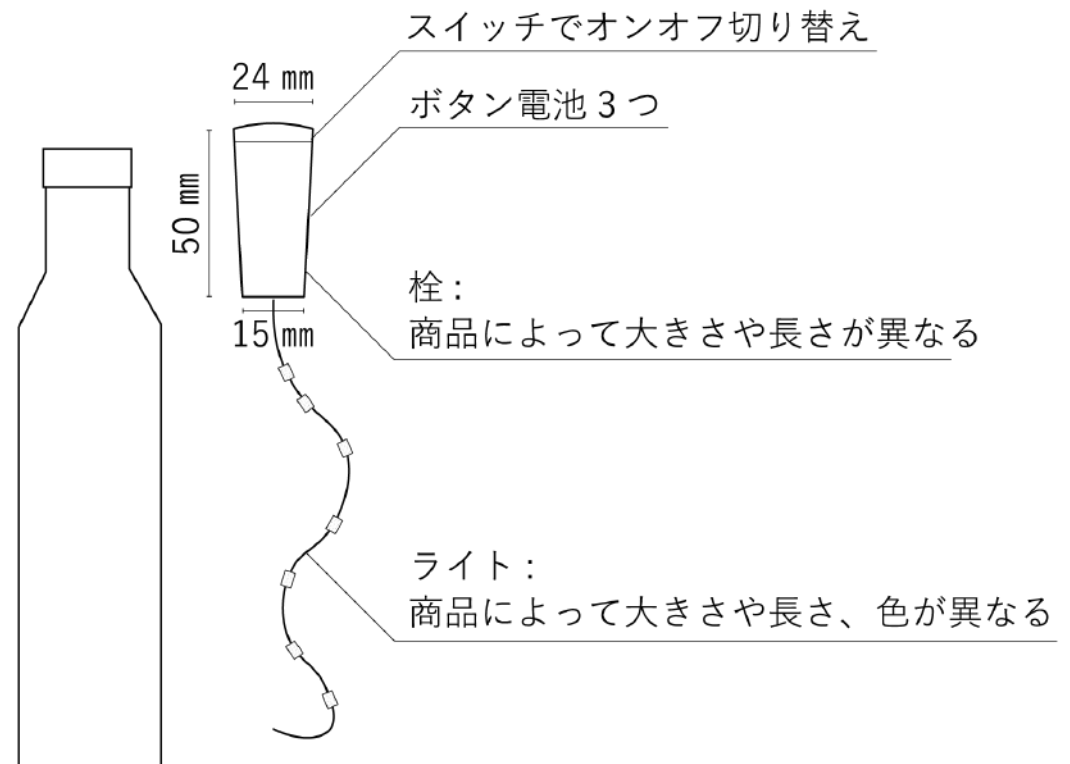 スイッチでオンオフ切り替え
24 mm
ボタン電池 3 つ
50 mm
栓 :
商品によって大きさや長さが異なる
15 mm
ライト :
商品によって大きさや長さ、色が異なる